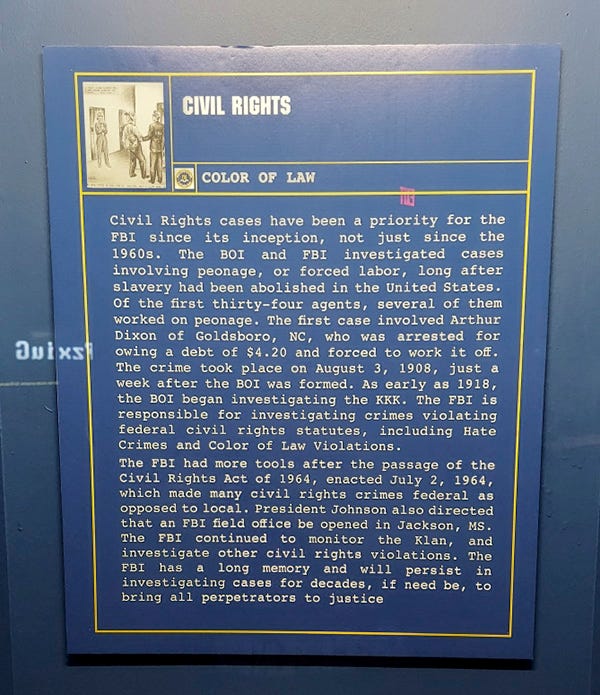 CIVIL RIGHTS
COLOR OF LAW
Civil Rights cases have been a priority for the
FBI since its inception, not just since the
1960s. The BOI and FBI investigated cases
involving peonage, or forced labor, long after
slavery had been abolished in the United States.
Of the first thirty-four agents, several of them
worked on peonage. The first case involved Arthur
Dixon of Goldsboro, NC, who was arrested for
owing a debt of $4.20 and forced to work it off.
The crime took place on August 3, 1908, just a
week after the BOI was formed. As early as 1918,
the BOI began investigating the KKK. The FBI is
responsible for investigating crimes violating
federal civil rights statutes, including Hate
Crimes and Color of Law Violations.
The FBI had more tools after the passage of the
Civil Rights Act of 1964, enacted July 2, 1964,
which made many civil rights crimes federal as
opposed to local. President Johnson also directed
that an FBI field office be opened in Jackson, MS.
The FBI continued to monitor the Klan, and
investigate other civil rights violations. The
FBI has a long memory and will persist in
investigating cases for decades, if need be, to
bring all perpetrators to justice